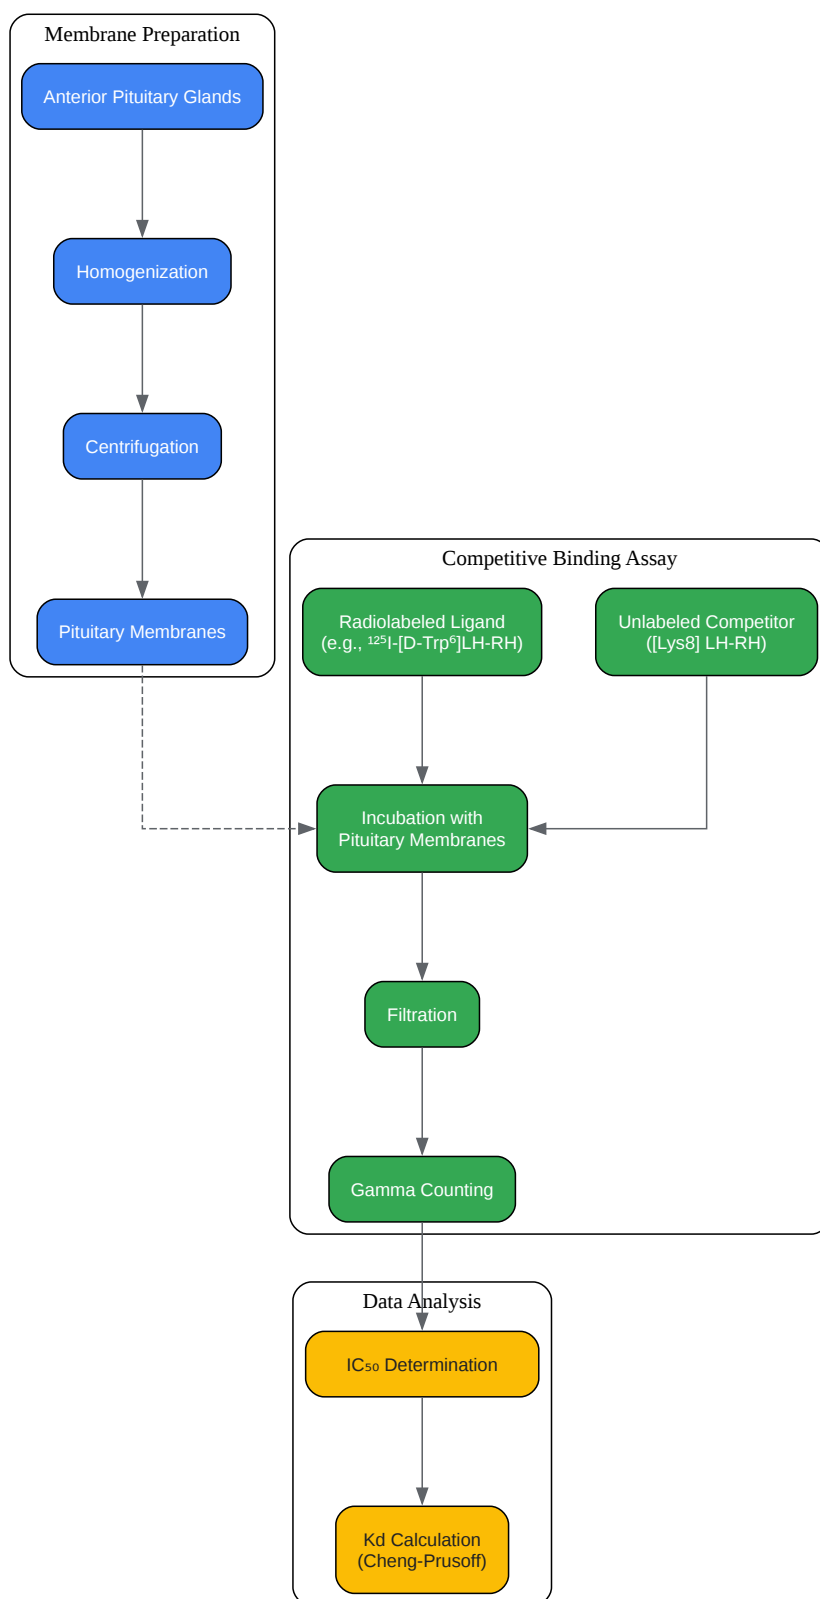 Membrane Preparation
Anterior Pituitary Glands
Homogenization
Centrifugation
Pituitary Membranes
Competitive Binding Assay
Radiolabeled Ligand
(e.g., ¹²⁵I-[D-Trp⁶]LH-RH)
Unlabeled Competitor
([Lys8] LH-RH)
Incubation with
Pituitary Membranes
Filtration
Gamma Counting
Data Analysis
IC₅₀ Determination
Kd Calculation
(Cheng-Prusoff)